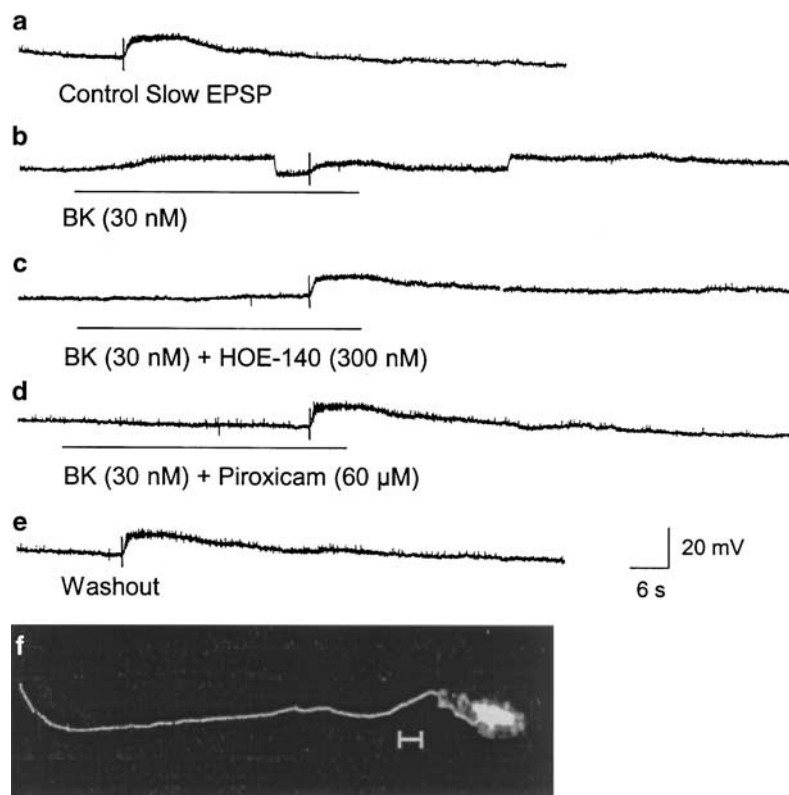 a
Control Slow EPSP
b
BK (30 nM)
c
BK (30 nM) + HOE-140 (300 nM)
d
BK (30 nM) + Piroxicam (60 µM)
e
Washout
20 mV
6 s
f